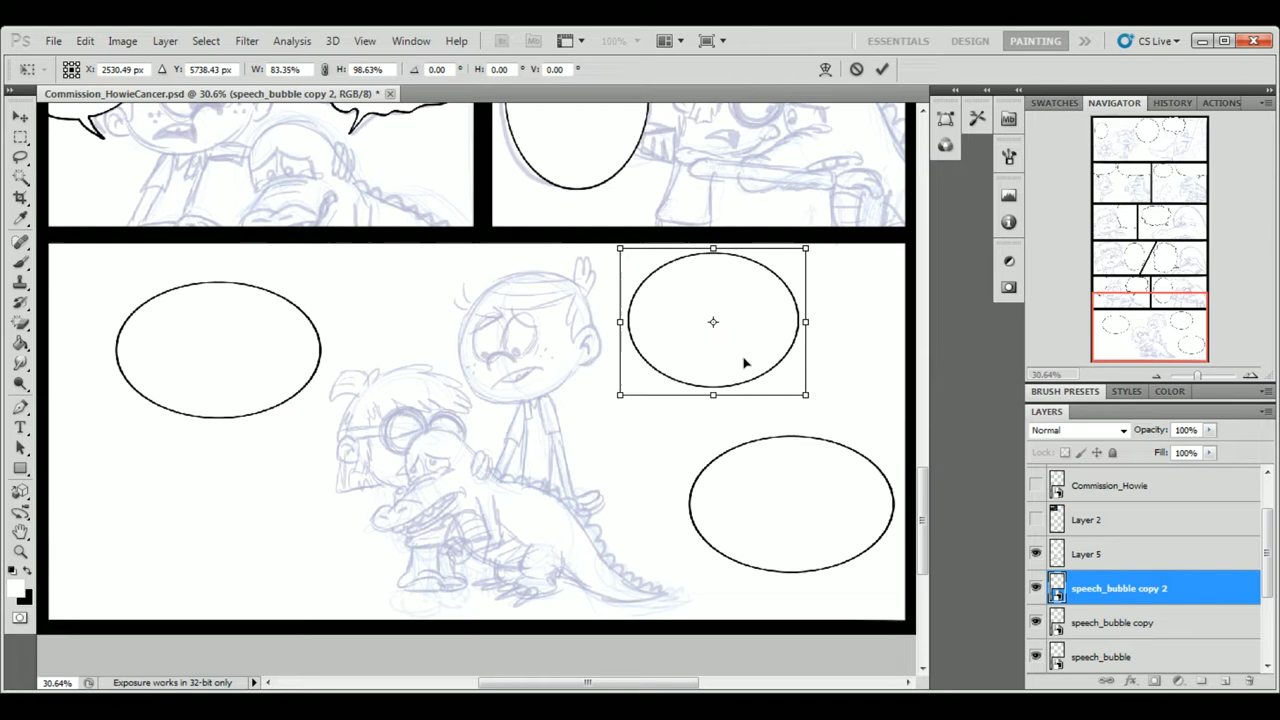 Ps File Edit Image Layer Select Filter Analysis 3D View Window Help Br Mb 100% ESSENTIALS DESIGN PAINTING CS Live
X: 2530.49 px Y: 5738.43 px W: 83.35% H: 98.63% 0.00 ° H: 0.00 ° V: 0.00 °
Commission_HowieCancer.psd @ 30.6% (speech_bubble copy 2, RGB/8) *
SWATCHES NAVIGATOR HISTORY ACTIONS
Mb
30.64%
BRUSH PRESETS STYLES COLOR
LAYERS
Normal Opacity: 100%
Lock: Fill: 100%
Commission_Howie
Layer 2
Layer 5
speech_bubble copy 2
speech_bubble copy
speech_bubble
30.64% Exposure works in 32-bit only